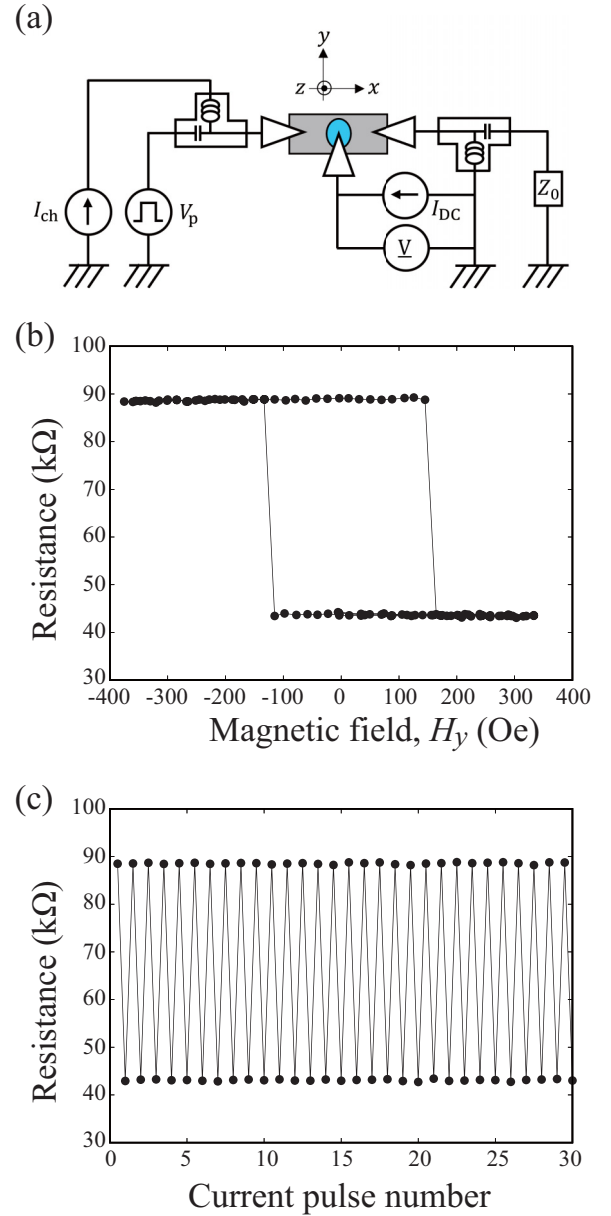 (a)
y
z x
I_ch V_p I_DC Z_0
V
(b)
100
90
80
70
60
50
40
30
Resistance (kΩ)
-400 -300 -200 -100 0 100 200 300 400
Magnetic field, H_y (Oe)
(c)
100
90
80
70
60
50
40
30
Resistance (kΩ)
0 5 10 15 20 25 30
Current pulse number